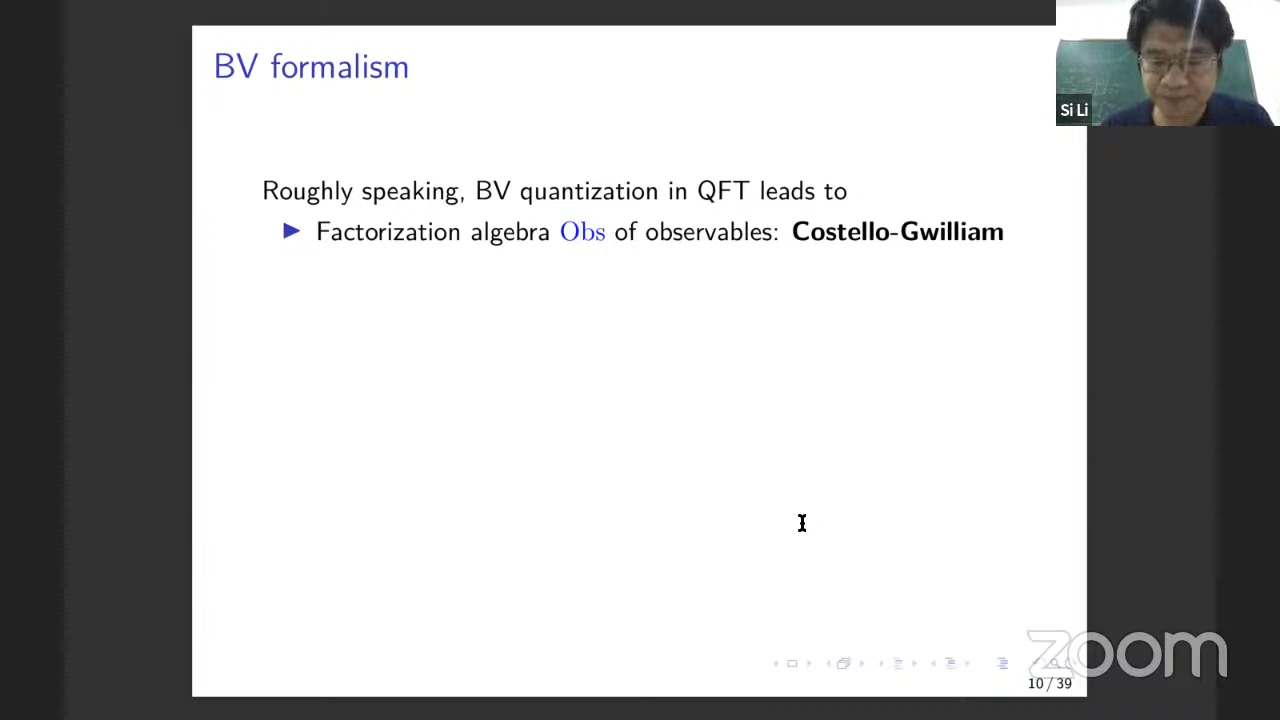 BV formalism
Si Li
Roughly speaking, BV quantization in QFT leads to
▶ Factorization algebra Obs of observables: Costello-Gwilliam
zoom
10 / 39